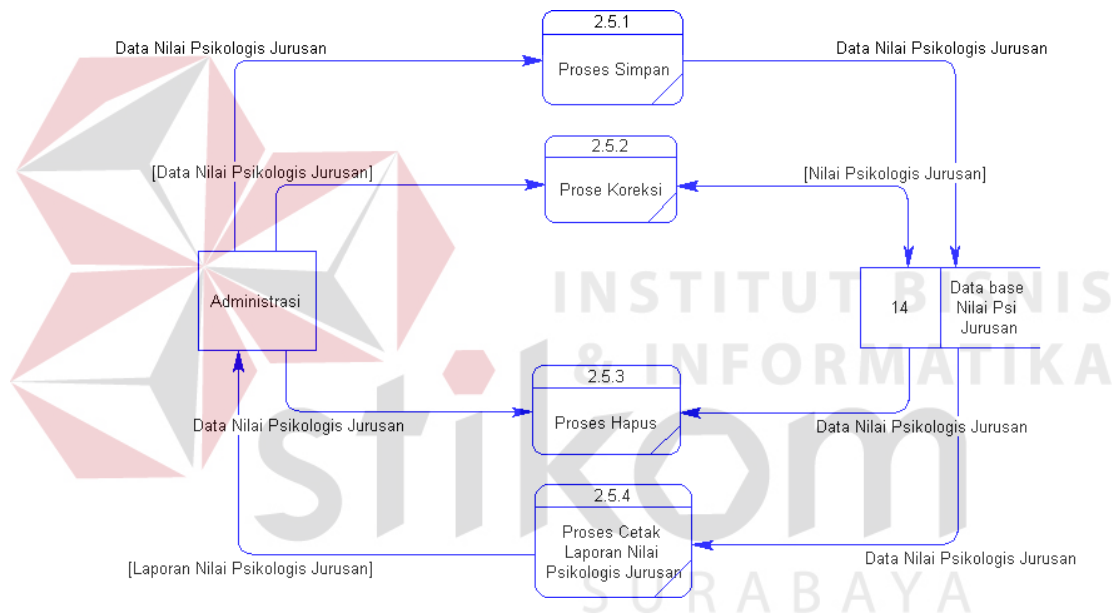 2.5.1
Data Nilai Psikologis Jurusan
Proses Simpan
Data Nilai Psikologis Jurusan
2.5.2
[Data Nilai Psikologis Jurusan]
Prose Koreksi
[Nilai Psikologis Jurusan]
Administrasi
14
Data base
Nilai Psi
Jurusan
INSTITUT BISNIS
& INFORMATIKA
2.5.3
Data Nilai Psikologis Jurusan
Proses Hapus
Data Nilai Psikologis Jurusan
stikom
2.5.4
Proses Cetak
Laporan Nilai
Psikologis Jurusan
[Laporan Nilai Psikologis Jurusan]
Data Nilai Psikologis Jurusan
SURABAYA